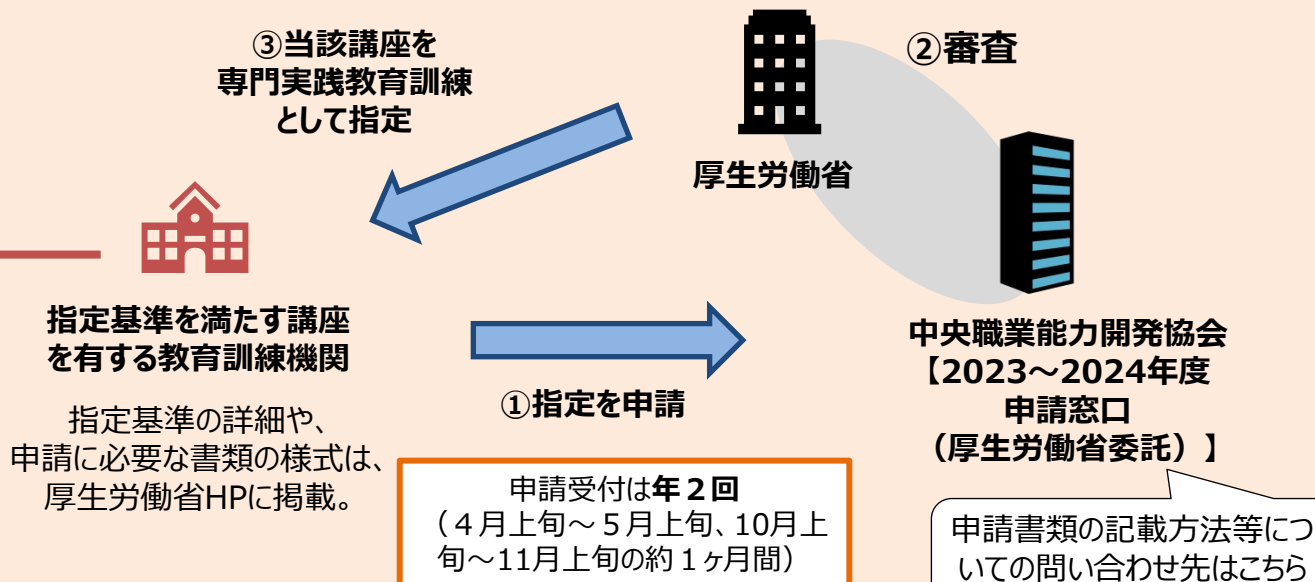 ③当該講座を
専門実践教育訓練
として指定
②審査
厚生労働省
指定基準を満たす講座
を有する教育訓練機関
指定基準の詳細や、
申請に必要な書類の様式は、
厚生労働省HPに掲載。
①指定を申請
申請受付は年２回
（４月上旬～５月上旬、10月上
旬～11月上旬の約１ヶ月間）
中央職業能力開発協会
【2023～2024年度
申請窓口
（厚生労働省委託）】
申請書類の記載方法等につ
いての問い合わせ先はこちら